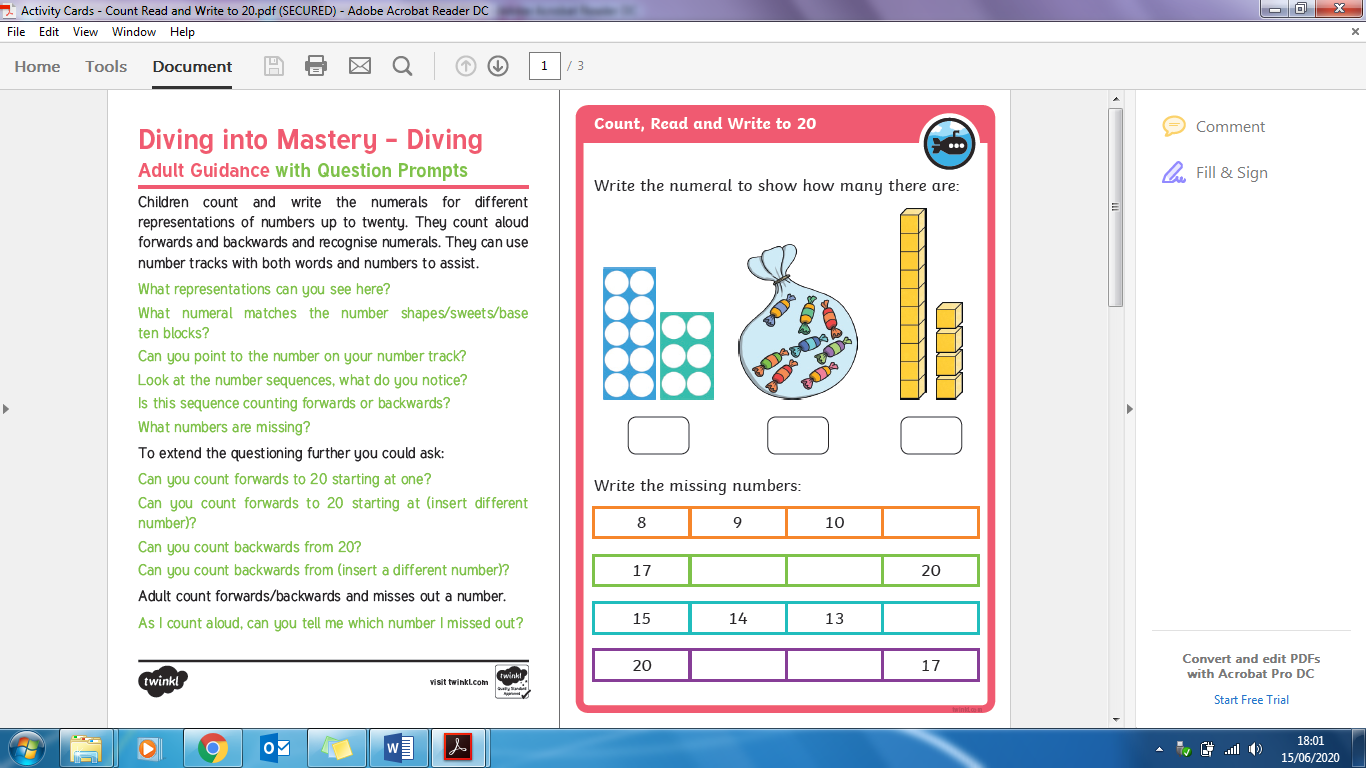 Activity Cards - Count Read and Write to 20.pdf (SECURED) - Adobe Acrobat Reader DC
File Edit View Window Help
Home Tools Document 1 / 3
Diving into Mastery - Diving
Adult Guidance with Question Prompts
Children count and write the numerals for different
representations of numbers up to twenty. They count aloud
forwards and backwards and recognise numerals. They can use
number tracks with both words and numbers to assist.
What representations can you see here?
What numeral matches the number shapes/sweets/base
ten blocks?
Can you point to the number on your number track?
Look at the number sequences, what do you notice?
Is this sequence counting forwards or backwards?
What numbers are missing?
To extend the questioning further you could ask:
Can you count forwards to 20 starting at one?
Can you count forwards to 20 starting at (insert different
number)?
Can you count backwards from 20?
Can you count backwards from (insert a different number)?
Adult count forwards/backwards and misses out a number.
As I count aloud, can you tell me which number I missed out?
twinkl
visit twinkl.com
twinkl
Quality Standard
Approved
Count, Read and Write to 20
Write the numeral to show how many there are:
Write the missing numbers:
8 9 10
17 20
15 14 13
20 17
twinkl.com
Comment
Fill & Sign
Convert and edit PDFs
with Acrobat Pro DC
Start Free Trial
18:01
15/06/2020